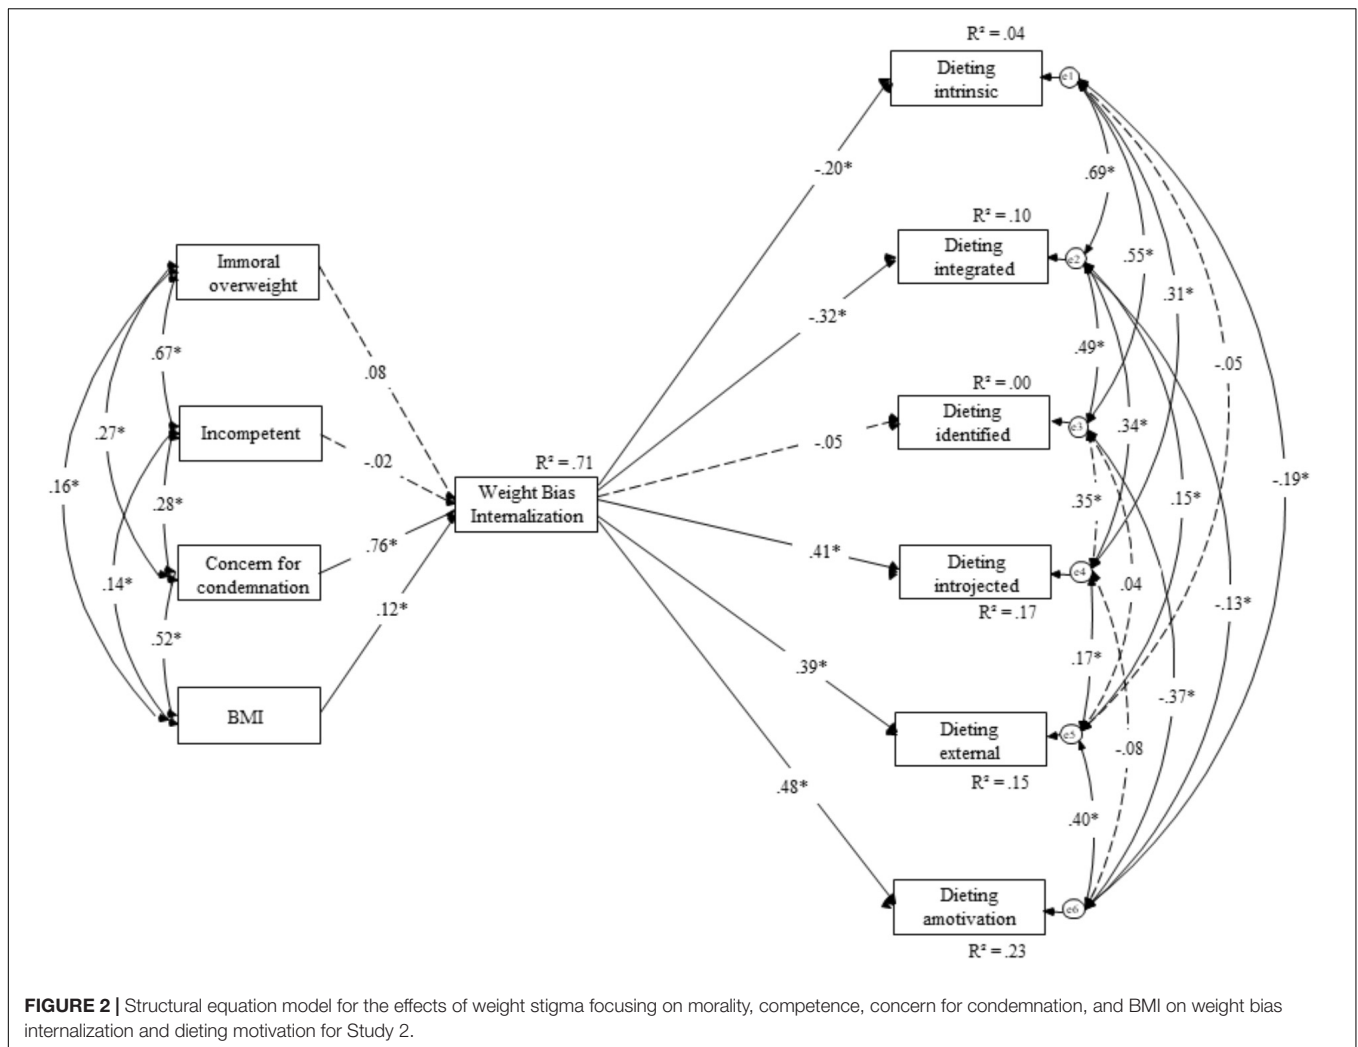 R² = .04
Dieting
intrinsic
e1
-.20*
.69*
R² = .10
Dieting
integrated
e2
-.32*
.55*
.31*
Immoral
overweight
.67*
.08
.49*
-.05
R² = .00
Dieting
identified
e3
-.05
.34*
.27*
Incompetent
-.02
R² = .71
Weight Bias
Internalization
.16*
.28*
.35*
.15*
-.19*
Concern for
condemnation
.76*
.14*
.12*
.52*
.41*
Dieting
introjected
e4
R² = .17
.04
-.13*
BMI
.39*
.17*
-.37*
Dieting
external
e5
R² = .15
-.08
.48*
.40*
Dieting
amotivation
e6
R² = .23
FIGURE 2 | Structural equation model for the effects of weight stigma focusing on morality, competence, concern for condemnation, and BMI on weight bias
internalization and dieting motivation for Study 2.